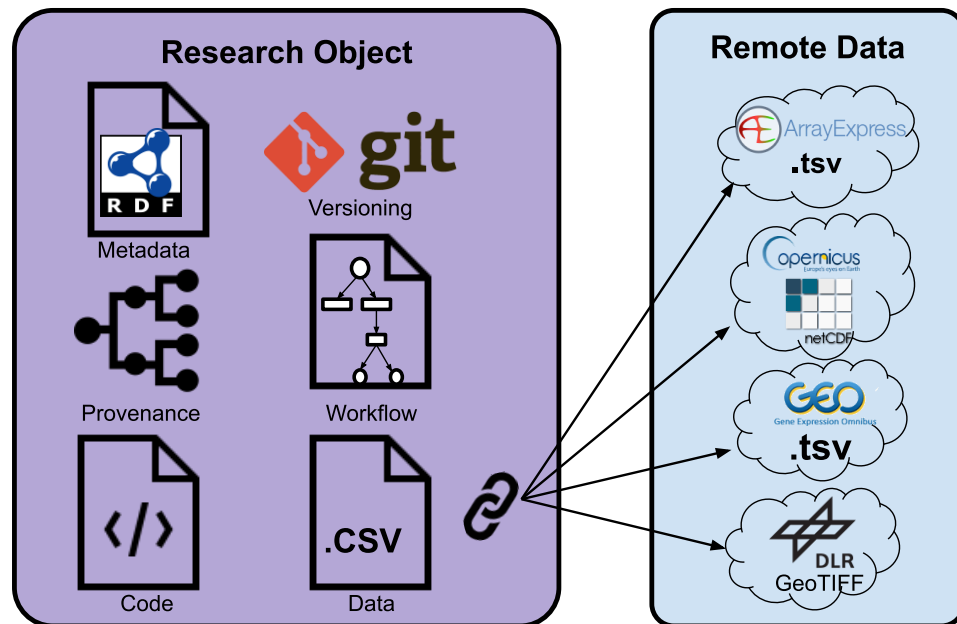 Research Object
RDF
Metadata
git
Versioning
Provenance
Workflow
</>
Code
.CSV
Data
Remote Data
ArrayExpress
.tsv
opernicus
Europe's eyes on Earth
netCDF
GEO
Gene Expression Omnibus
.tsv
DLR
GeoTIFF